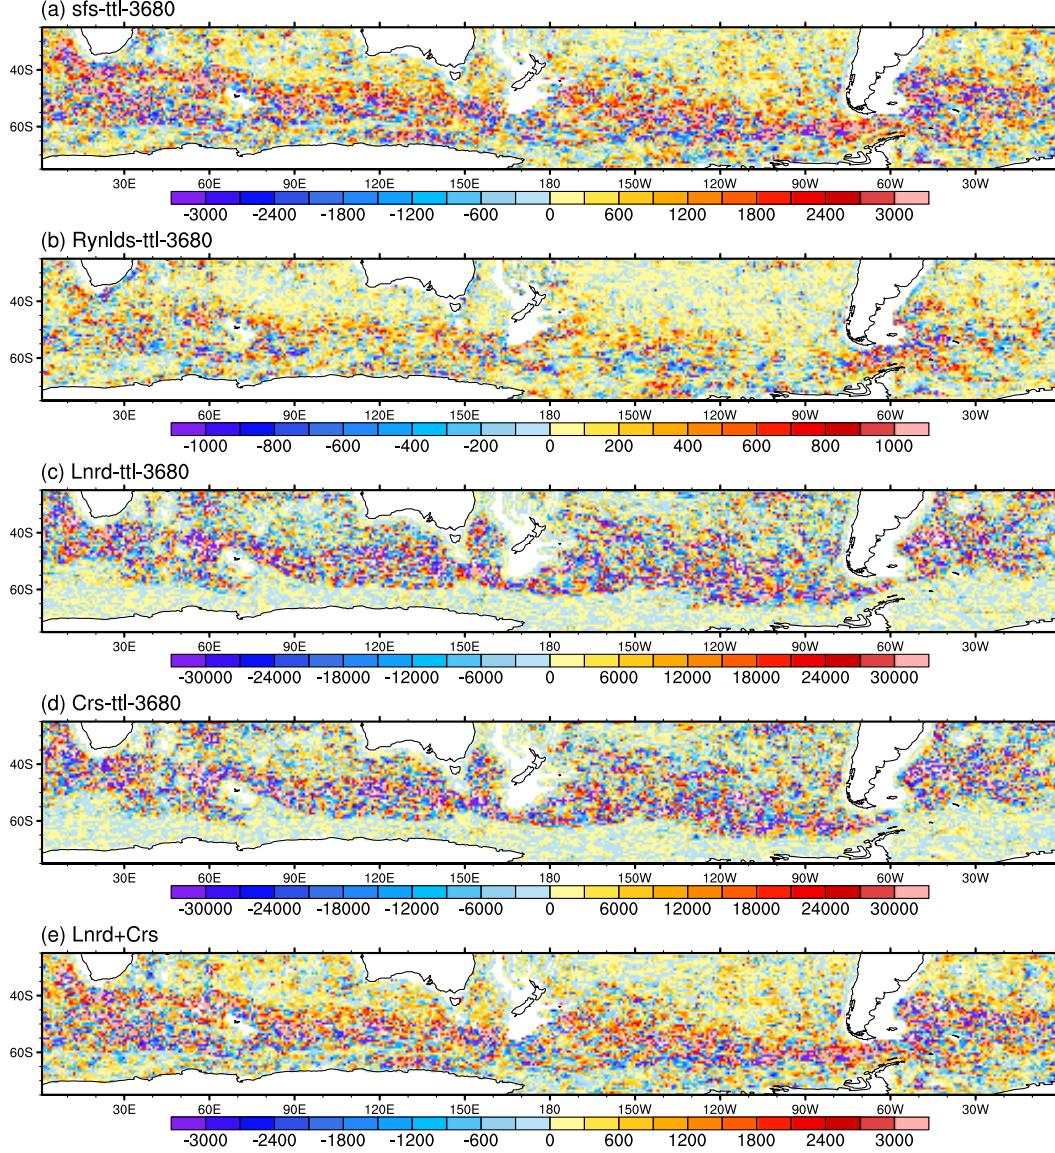 (a) sfs-ttl-3680
40S
60S
30E 60E 90E 120E 150E 180 150W 120W 90W 60W 30W
-3000 -2400 -1800 -1200 -600 0 600 1200 1800 2400 3000
(b) Rynlds-ttl-3680
40S
60S
30E 60E 90E 120E 150E 180 150W 120W 90W 60W 30W
-1000 -800 -600 -400 -200 0 200 400 600 800 1000
(c) Lnrd-ttl-3680
40S
60S
30E 60E 90E 120E 150E 180 150W 120W 90W 60W 30W
-30000 -24000 -18000 -12000 -6000 0 6000 12000 18000 24000 30000
(d) Crs-ttl-3680
40S
60S
30E 60E 90E 120E 150E 180 150W 120W 90W 60W 30W
-30000 -24000 -18000 -12000 -6000 0 6000 12000 18000 24000 30000
(e) Lnrd+Crs
40S
60S
30E 60E 90E 120E 150E 180 150W 120W 90W 60W 30W
-3000 -2400 -1800 -1200 -600 0 600 1200 1800 2400 3000